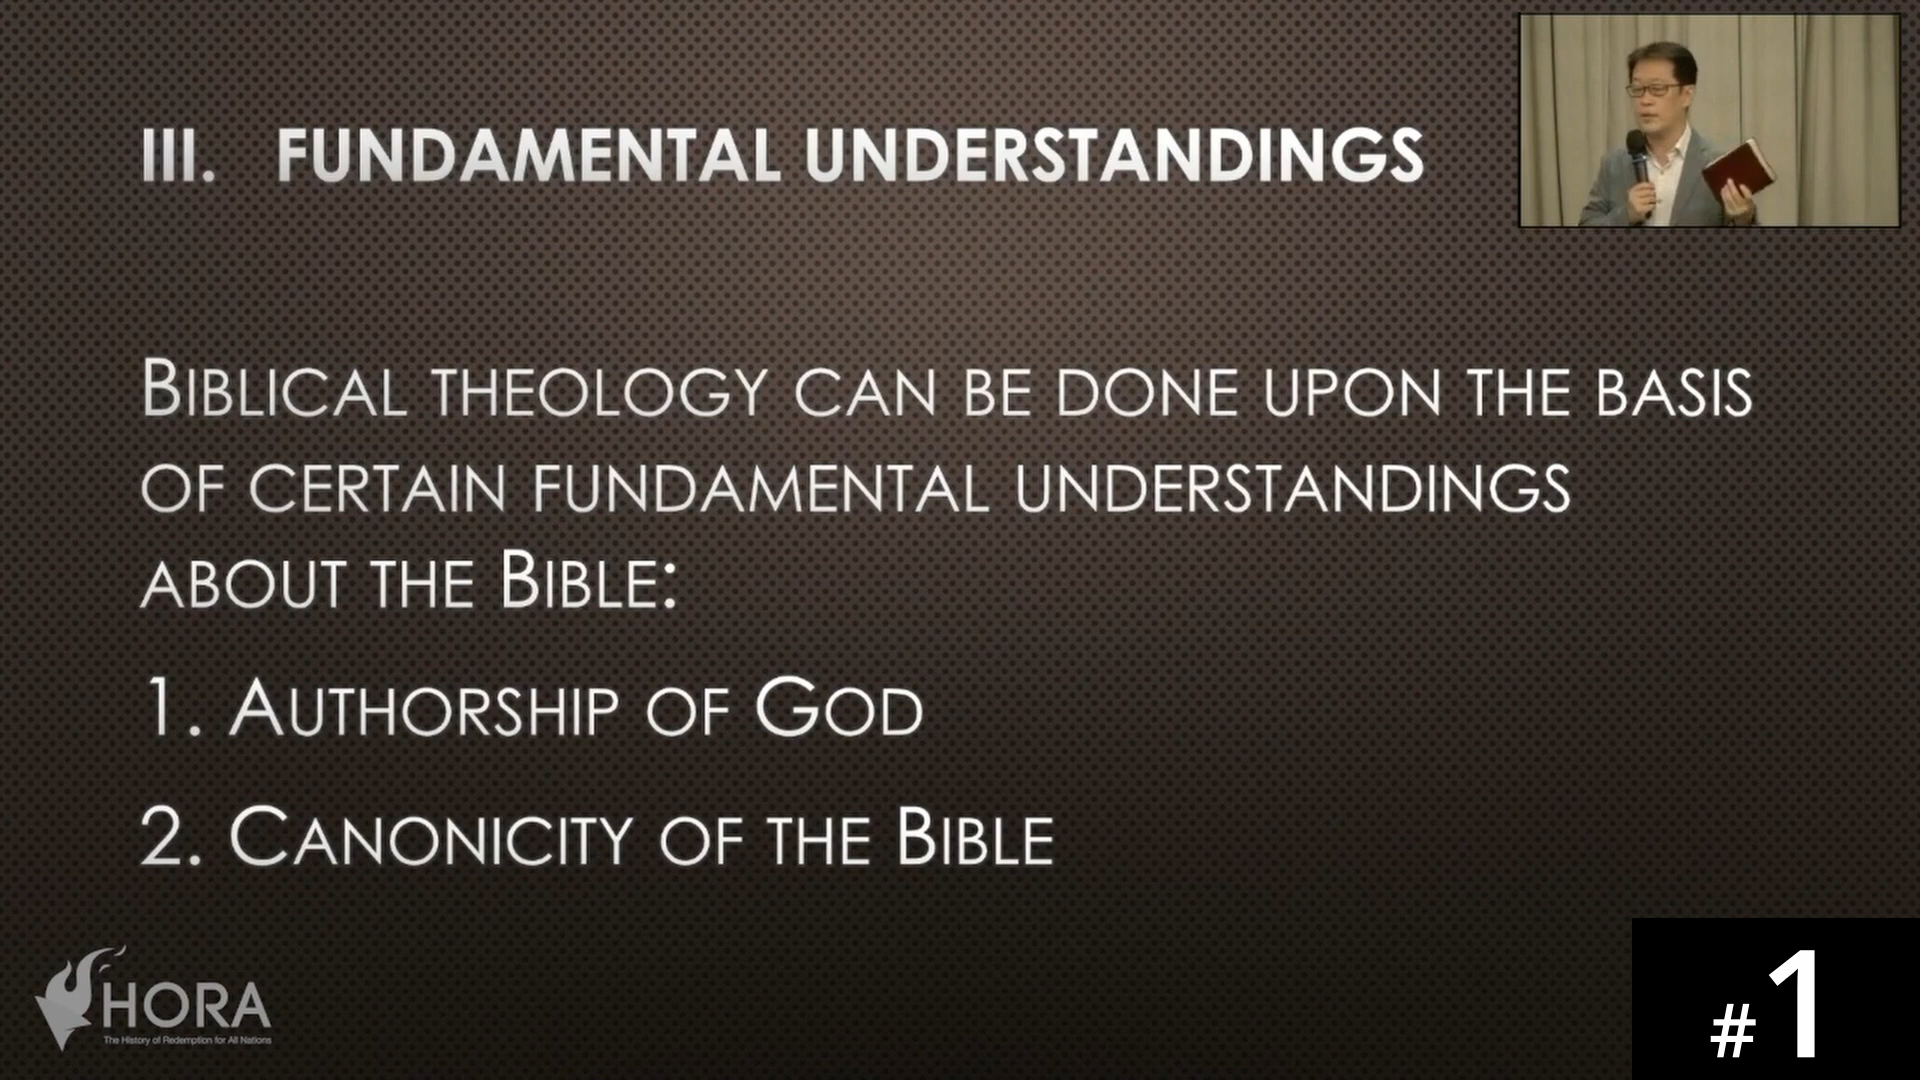 III. FUNDAMENTAL UNDERSTANDINGS
BIBLICAL THEOLOGY CAN BE DONE UPON THE BASIS
OF CERTAIN FUNDAMENTAL UNDERSTANDINGS
ABOUT THE BIBLE:
1. AUTHORSHIP OF GOD
2. CANONICITY OF THE BIBLE
HORA
The History of Redemption for All Nations
#1